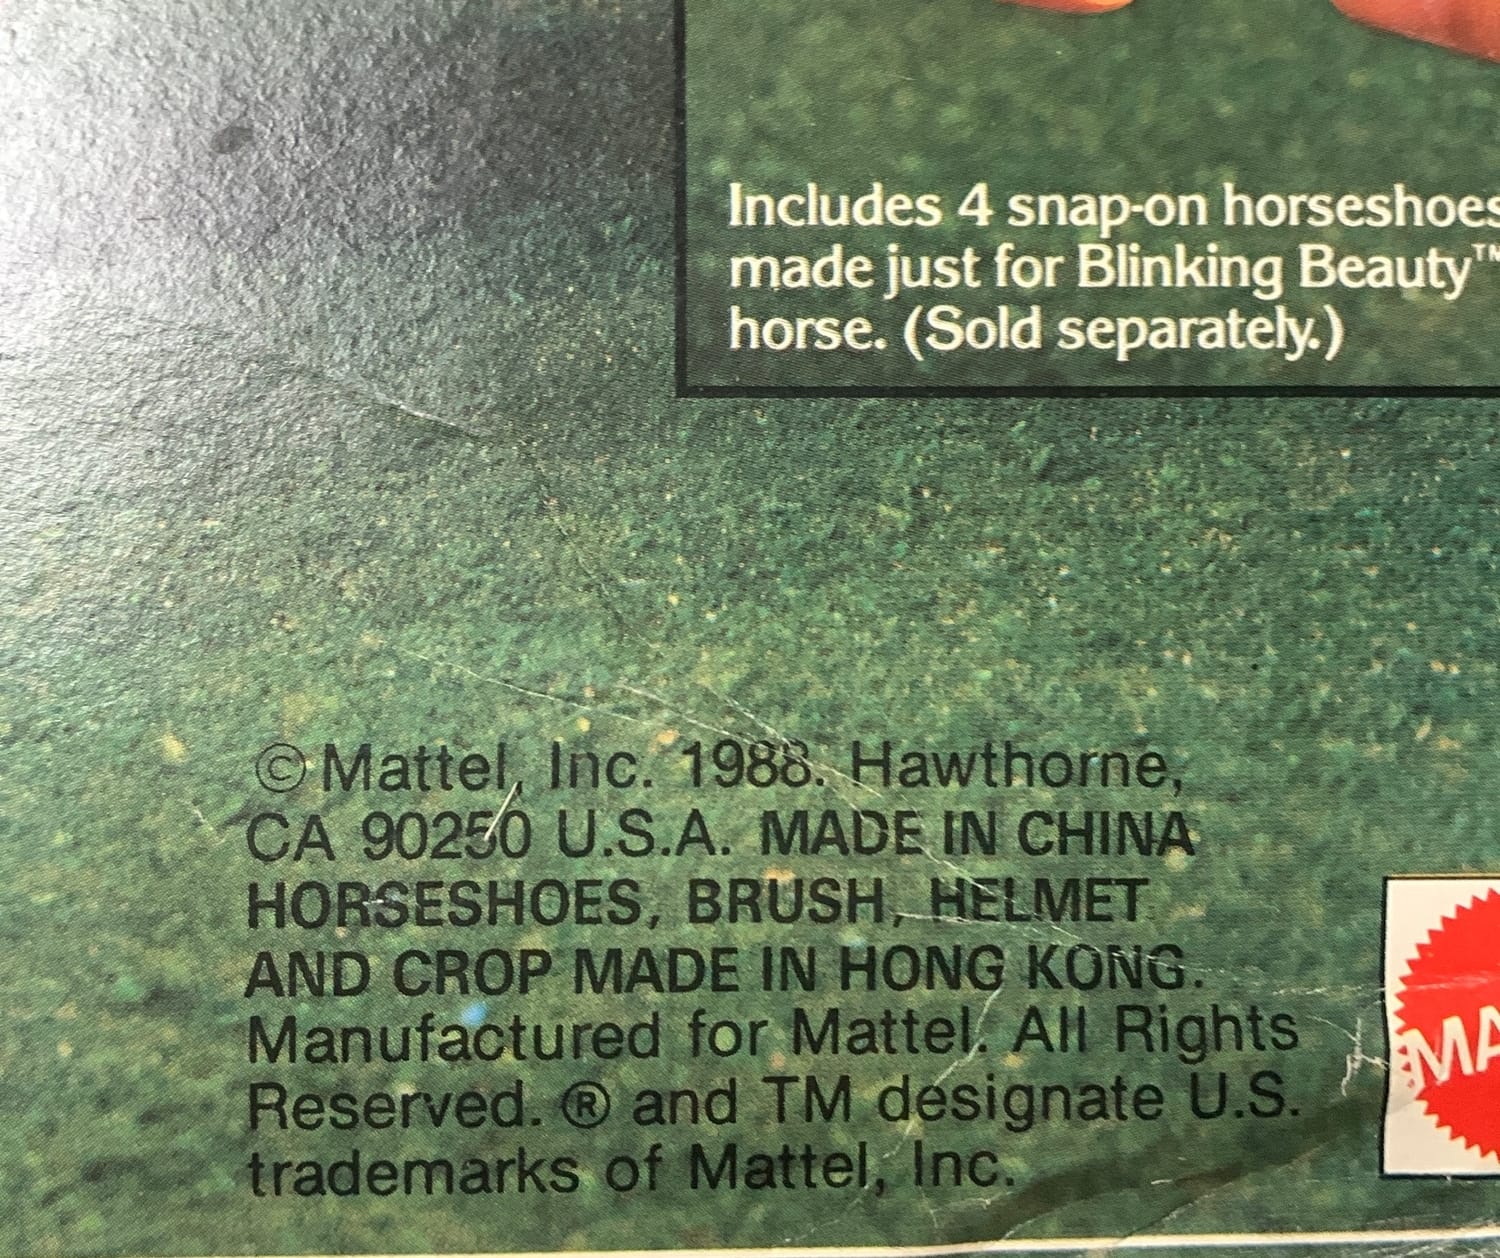 Includes 4 snap-on horseshoes
made just for Blinking Beauty™
horse. (Sold separately.)
© Mattel, Inc. 1988. Hawthorne,
CA 90250 U.S.A. MADE IN CHINA
HORSESHOES, BRUSH, HELMET
AND CROP MADE IN HONG KONG.
Manufactured for Mattel. All Rights
Reserved. ® and TM designate U.S.
trademarks of Mattel, Inc.
MA